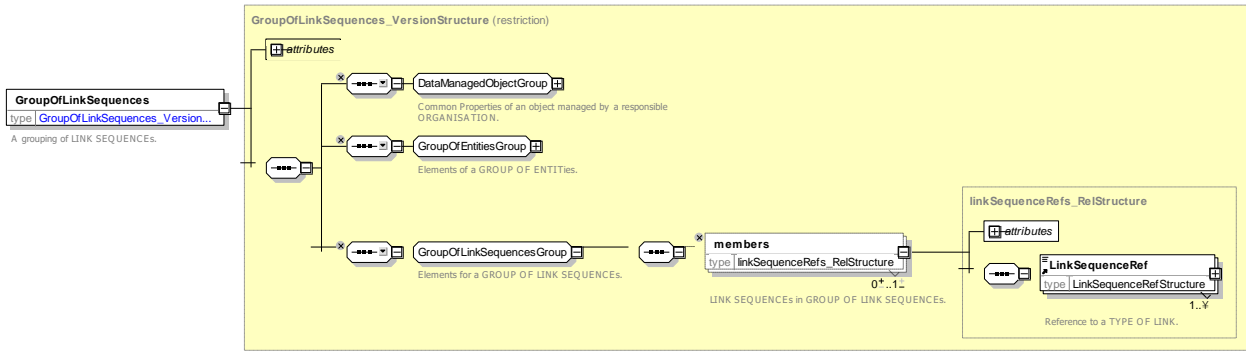 GroupOfLinkSequences_VersionStructure (restriction)
attributes
GroupOfLinkSequences
type GroupOfLinkSequences_Version...
A grouping of LINK SEQUENCEs.
DataManagedObjectGroup
Common Properties of an object managed by a responsible
ORGANISATION.
GroupOfEntitiesGroup
Elements of a GROUP OF ENTITies.
GroupOfLinkSequencesGroup
Elements for a GROUP OF LINK SEQUENCES.
members
type linkSequenceRefs_RelStructure
0..1
LINK SEQUENCEs in GROUP OF LINK SEQUENCES.
linkSequenceRefs_RelStructure
attributes
LinkSequenceRef
type LinkSequenceRefStructure
1..¥
Reference to a TYPE OF LINK.